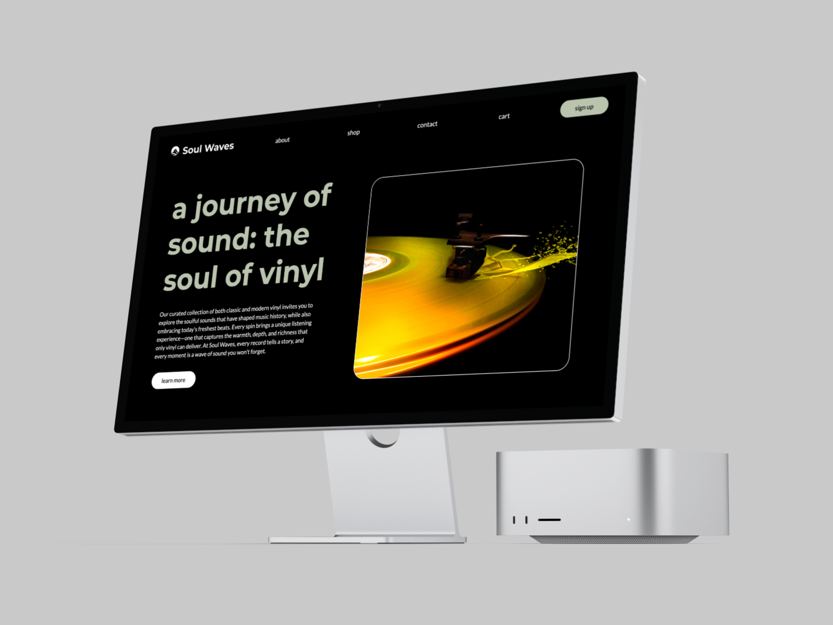 Soul Waves
about
shop
contact
cart
sign up
a journey of
sound: the
soul of vinyl
Our curated collection of both classic and modern vinyl invites you to
explore the soulful sounds that have shaped music history, while also
embracing today's freshest beats. Every spin brings a unique listening
experience—one that captures the warmth, depth, and richness that
only vinyl can deliver. At Soul Waves, every record tells a story, and
every moment is a wave of sound you won't forget.
learn more